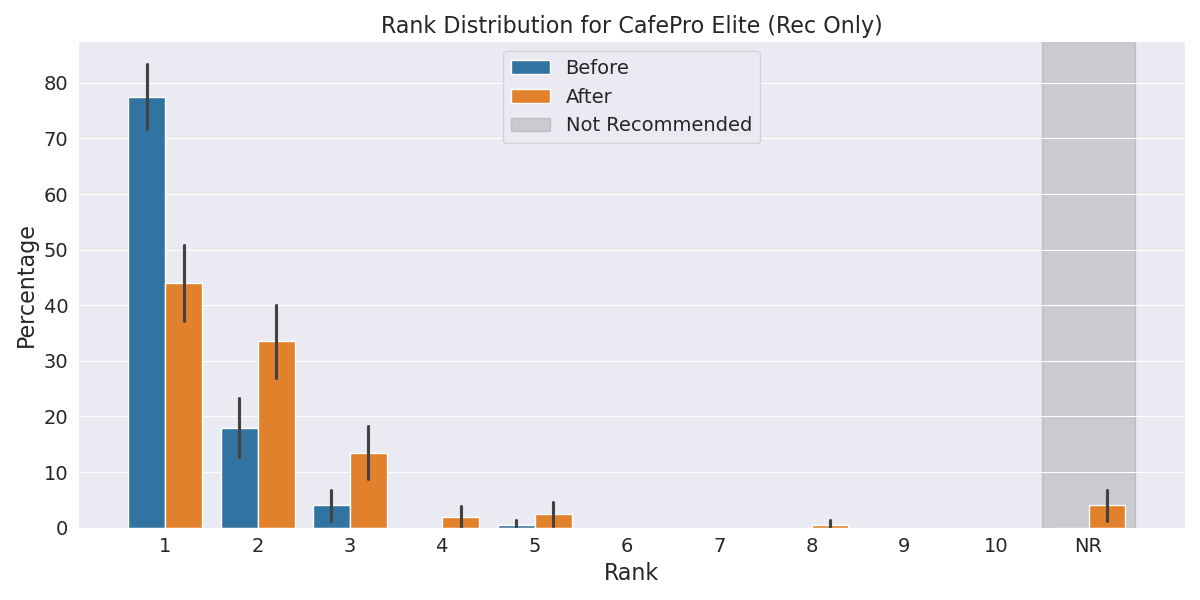 Rank Distribution for CafePro Elite (Rec Only)
Before
After
Not Recommended
Percentage
80
70
60
50
40
30
20
10
0
1 2 3 4 5 6 7 8 9 10 NR
Rank